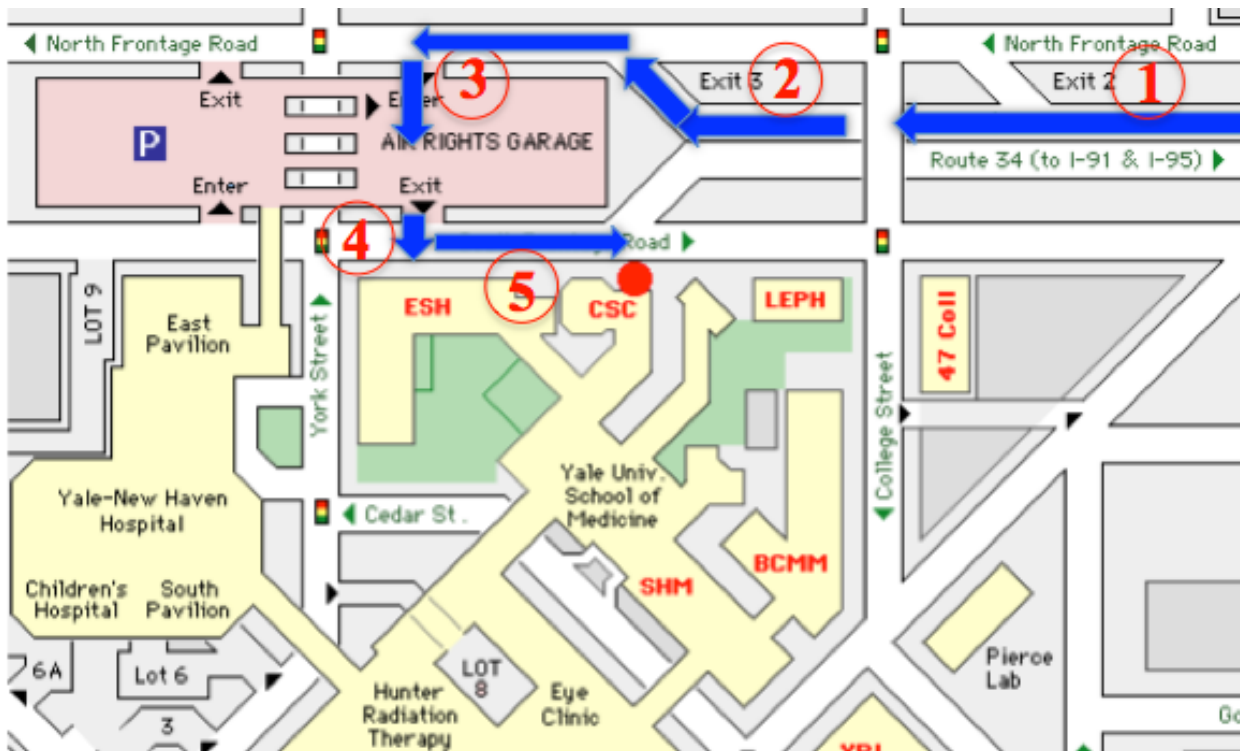 North Frontage Road
North Frontage Road
Exit 2
1
Exit 3
2
3
Exit
Enter
P
AIR RIGHTS GARAGE
Route 34 (to I-91 & I-95)
Enter
Exit
4
Road
5
LOT 9
East
Pavilion
York Street
ESH
CSC
LEPH
47 Coll
College Street
Yale Univ.
School of
Medicine
Yale-New Haven
Hospital
Cedar St.
Children's
Hospital
South
Pavilion
SHM
BCMM
6A
Lot 6
3
LOT
8
Hunter
Radiation
Therapy
Eye
Clinic
Pierce
Lab